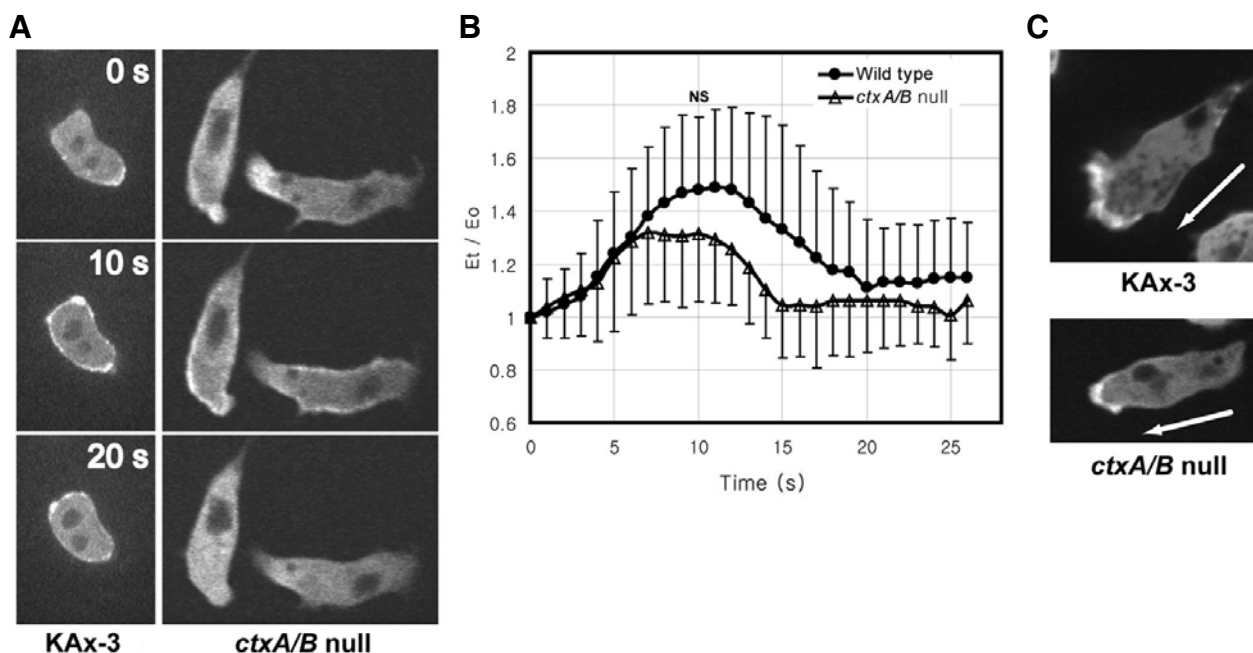 A
0 s
10 s
20 s
KAx-3
ctxA/B null
B
2
1.8
1.6
1.4
1.2
1
0.8
0.6
Et / Eo
0
5
10
15
20
25
Time (s)
NS
Wild type
ctxA/B null
C
KAx-3
ctxA/B null